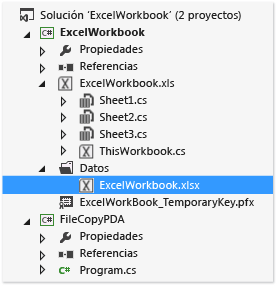 Solución 'ExcelWorkbook' (2 proyectos)
ExcelWorkbook
Propiedades
Referencias
ExcelWorkbook.xls
Sheet1.cs
Sheet2.cs
Sheet3.cs
ThisWorkbook.cs
Datos
ExcelWorkbook.xlsx
ExcelWorkBook_TemporaryKey.pfx
FileCopyPDA
Propiedades
Referencias
C# Program.cs